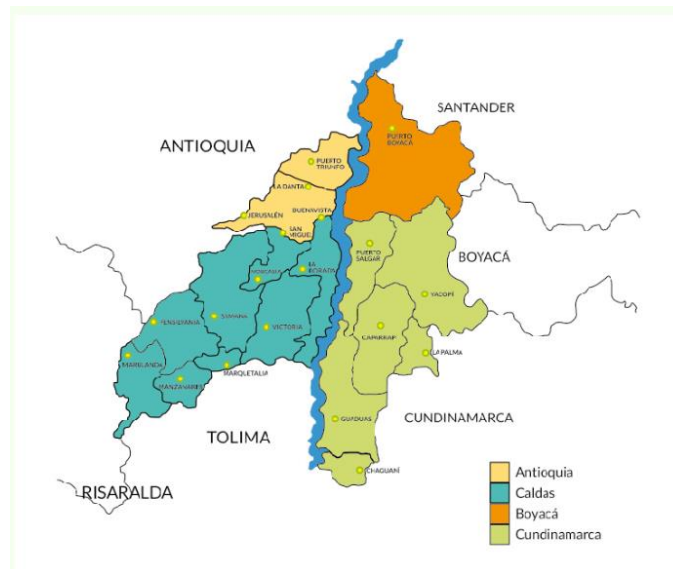 SANTANDER
ANTIOQUIA
PUERTO
BOYACÁ
PUERTO
TRIUNFO
LA DANTA
BUENAVISTA
JERUSALÉN
SAN
MIGUEL
PUERTO
SALGAR
BOYACÁ
LA
DORADA
NORCASIA
YACOPÍ
PENSILVANIA
SAMANÁ
VICTORIA
CAPARRAPÍ
LA PALMA
MARULANDA
MARQUETALIA
MANZANARES
GUADUAS
CUNDINAMARCA
TOLIMA
CHAGUANÍ
RISARALDA
Antioquia
Caldas
Boyacá
Cundinamarca